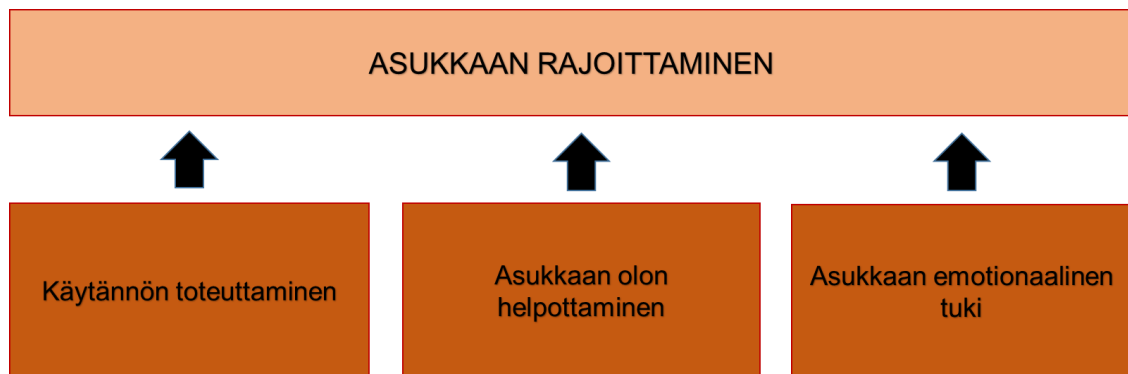 ASUKKAAN RAJOITTAMINEN
Käytännön toteuttaminen
Asukkaan olon
helpottaminen
Asukkaan emotionaalinen
tuki